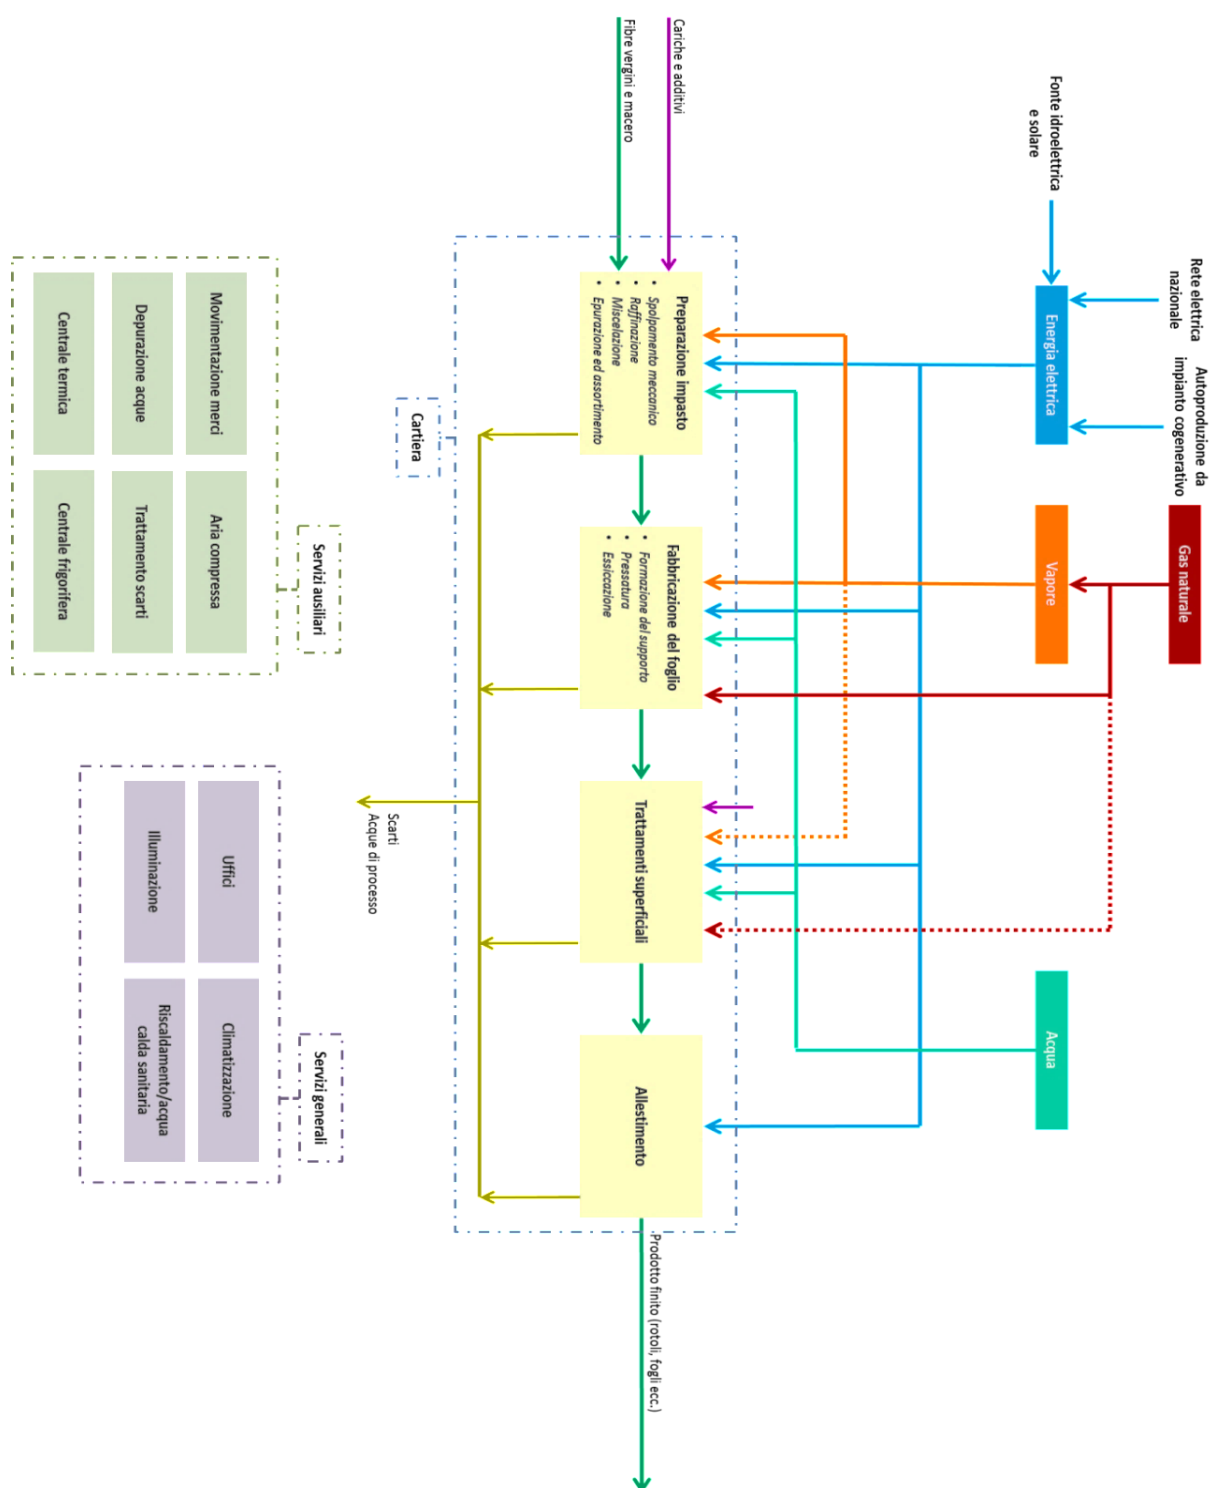 Rete elettrica
nazionale
Autoproduzione da
impianto cogenerativo
Gas naturale
Fonte idroelettrica
e solare
Energia elettrica
Vapore
Acqua
Cariche e additivi
Fibre vergini e macero
Preparazione impasto
• Spolpamento meccanico
• Raffinazione
• Miscelazione
• Epurazione ed assortimento
Fabbricazione del foglio
• Formazione del supporto
• Pressatura
• Essiccazione
Trattamenti superficiali
Allestimento
Prodotto finito (rotoli, fogli ecc.)
Cartiera
Scarti
Acque di processo
Servizi ausiliari
Movimentazione merci
Aria compressa
Depurazione acque
Trattamento scarti
Centrale termica
Centrale frigorifera
Servizi generali
Uffici
Climatizzazione
Illuminazione
Riscaldamento/acqua
calda sanitaria